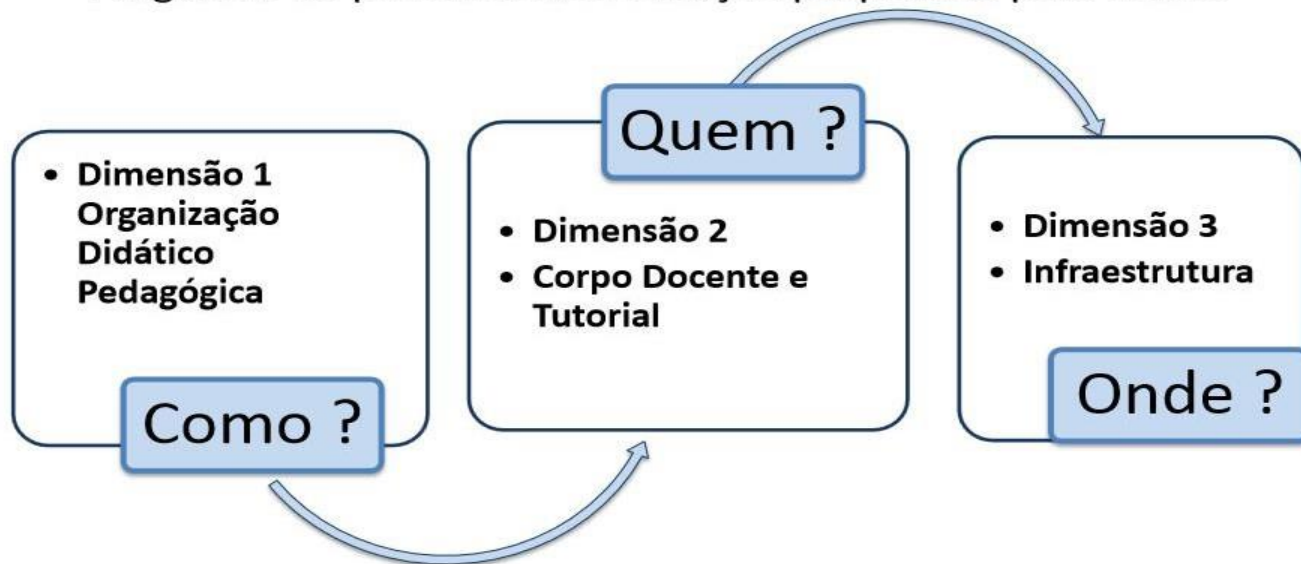 • Dimensão 1
Organização
Didático
Pedagógica
Como ?
Quem ?
• Dimensão 2
• Corpo Docente e
Tutorial
• Dimensão 3
• Infraestrutura
Onde ?